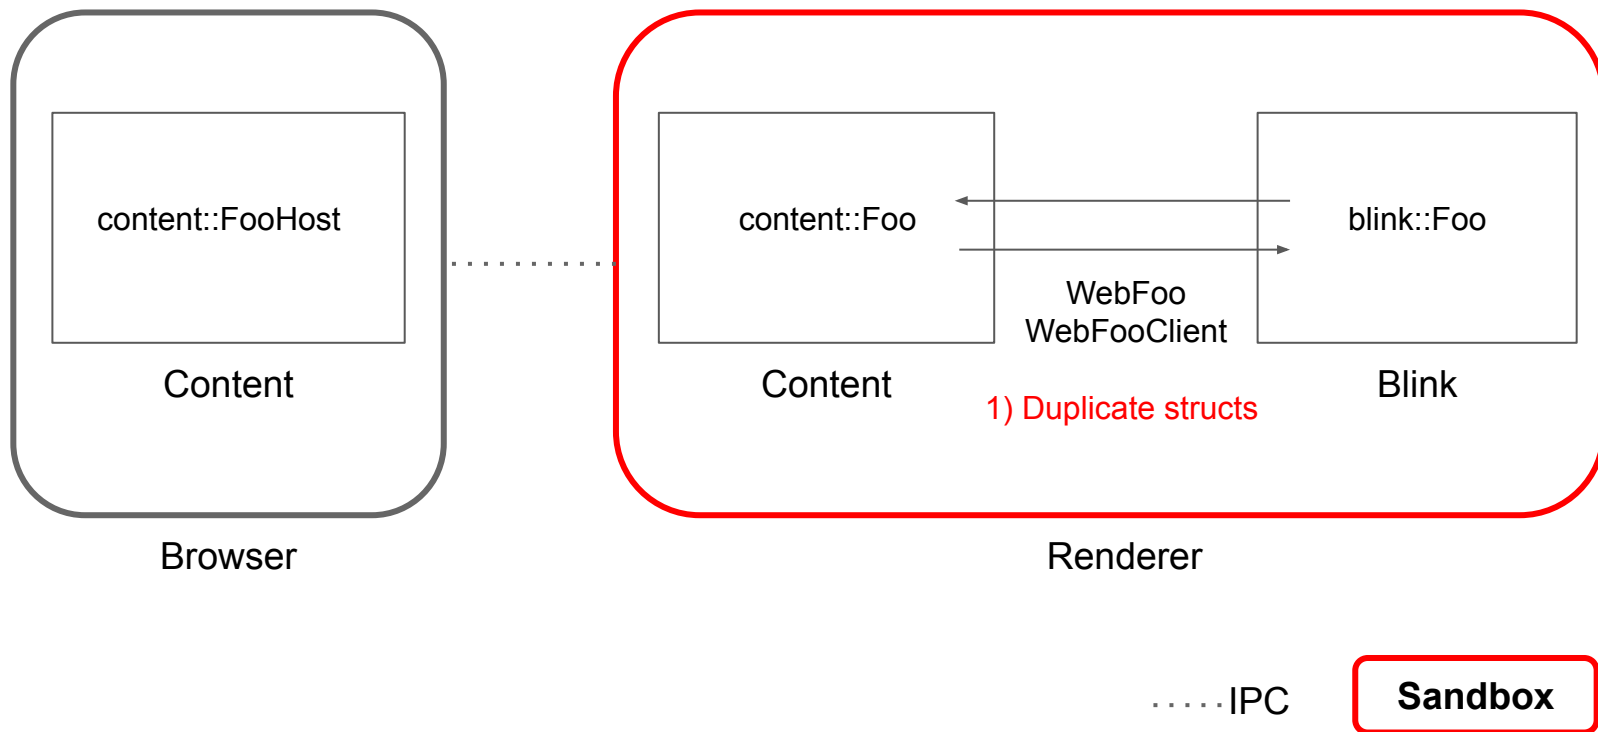 content::FooHost
content::Foo
blink::Foo
WebFoo
WebFooClient
Content
Content
Blink
1) Duplicate structs
Browser
Renderer
IPC
Sandbox